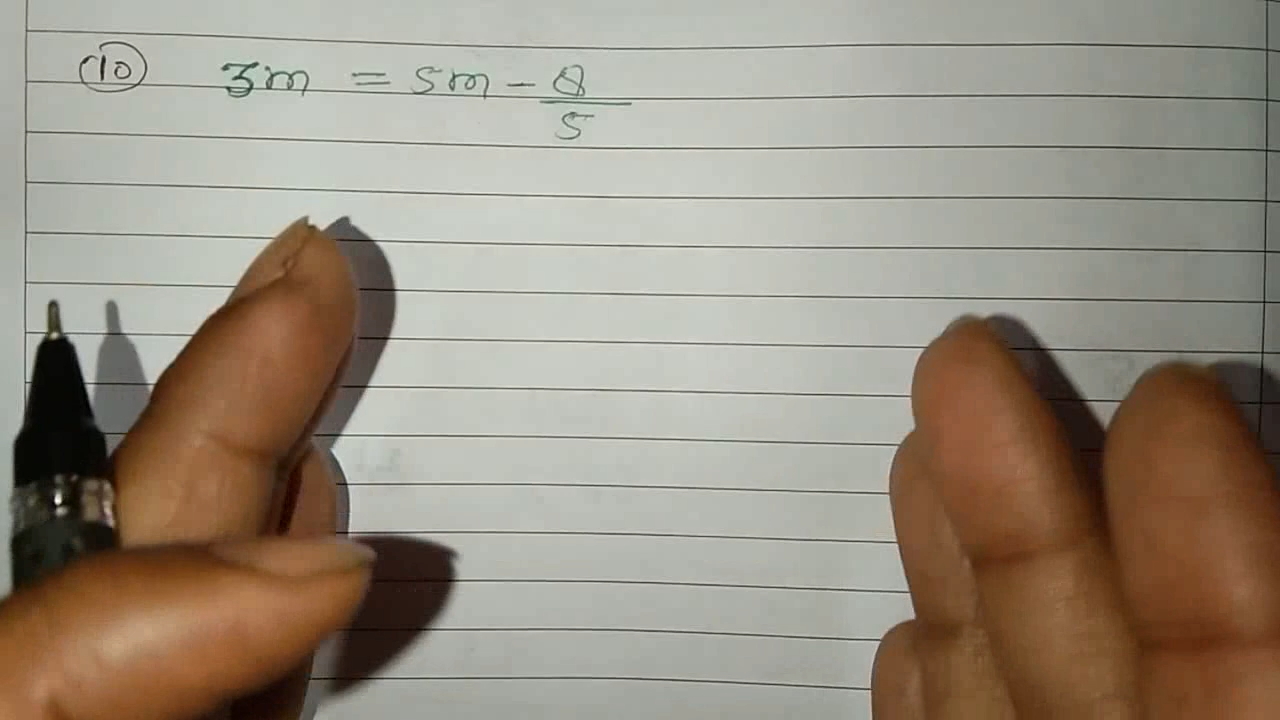 (10) 3m = 5m - 8/5